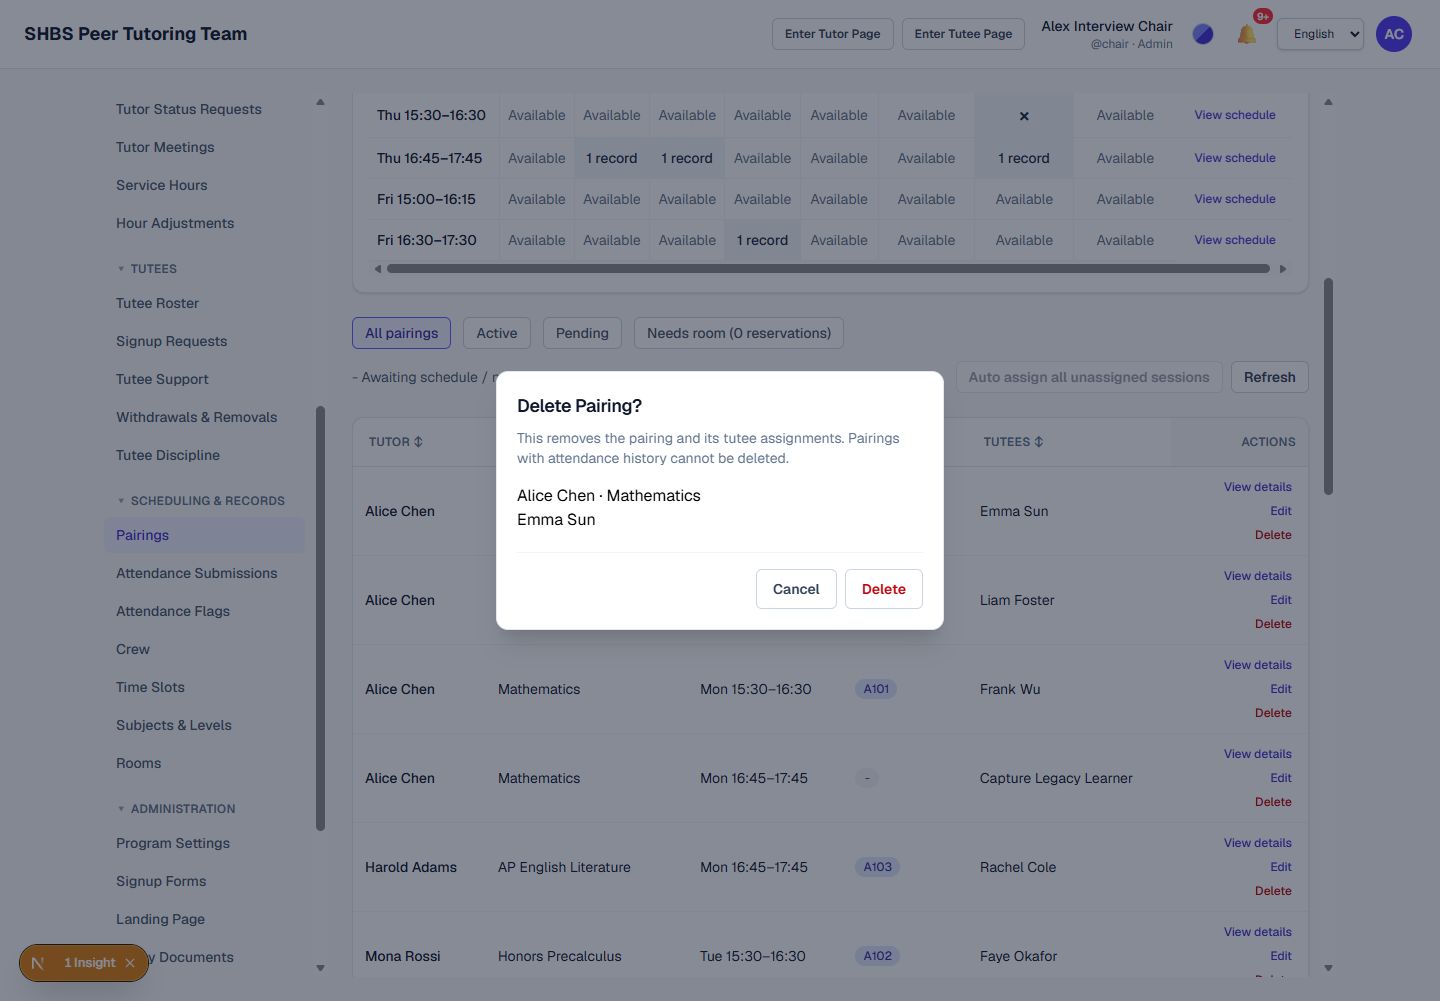 SHBS Peer Tutoring Team
Enter Tutor Page
Enter Tutee Page
Alex Interview Chair
@chair · Admin
9+
English
AC
Tutor Status Requests
Tutor Meetings
Service Hours
Hour Adjustments
TUTEES
Tutee Roster
Signup Requests
Tutee Support
Withdrawals & Removals
Tutee Discipline
SCHEDULING & RECORDS
Pairings
Attendance Submissions
Attendance Flags
Crew
Time Slots
Subjects & Levels
Rooms
ADMINISTRATION
Program Settings
Signup Forms
Landing Page
Documents
1 Insight ×
Thu 15:30–16:30 Available Available Available Available Available Available × Available View schedule
Thu 16:45–17:45 Available 1 record 1 record Available Available Available 1 record Available View schedule
Fri 15:00–16:15 Available Available Available Available Available Available Available Available View schedule
Fri 16:30–17:30 Available Available Available 1 record Available Available Available Available View schedule
All pairings Active Pending Needs room (0 reservations)
- Awaiting schedule /
Auto assign all unassigned sessions Refresh
TUTOR TUTEES ACTIONS
Alice Chen Emma Sun View details
Edit
Delete
Alice Chen Liam Foster View details
Edit
Delete
Alice Chen Mathematics Mon 15:30–16:30 A101 Frank Wu View details
Edit
Delete
Alice Chen Mathematics Mon 16:45–17:45 - Capture Legacy Learner View details
Edit
Delete
Harold Adams AP English Literature Mon 16:45–17:45 A103 Rachel Cole View details
Edit
Delete
Mona Rossi Honors Precalculus Tue 15:30–16:30 A102 Faye Okafor View details
Edit
Delete Pairing?
This removes the pairing and its tutee assignments. Pairings
with attendance history cannot be deleted.
Alice Chen · Mathematics
Emma Sun
Cancel
Delete